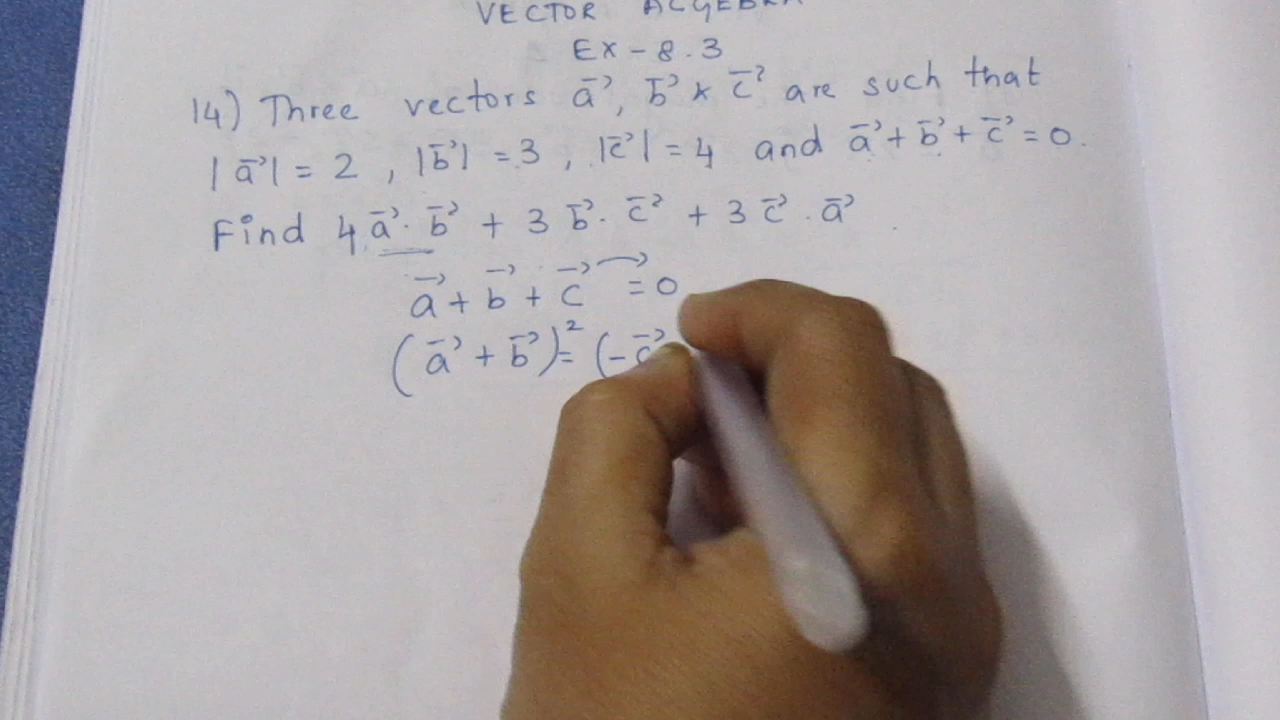 VECTOR ALGEBRA
EX - 8.3
14) Three vectors a⃗, b⃗ & c⃗ are such that
|a⃗| = 2, |b⃗| = 3, |c⃗| = 4 and a⃗ + b⃗ + c⃗ = 0.
Find 4 a⃗ . b⃗ + 3 b⃗ . c⃗ + 3 c⃗ . a⃗
a⃗ + b⃗ + c⃗ = 0
(a⃗ + b⃗)² = (-c⃗